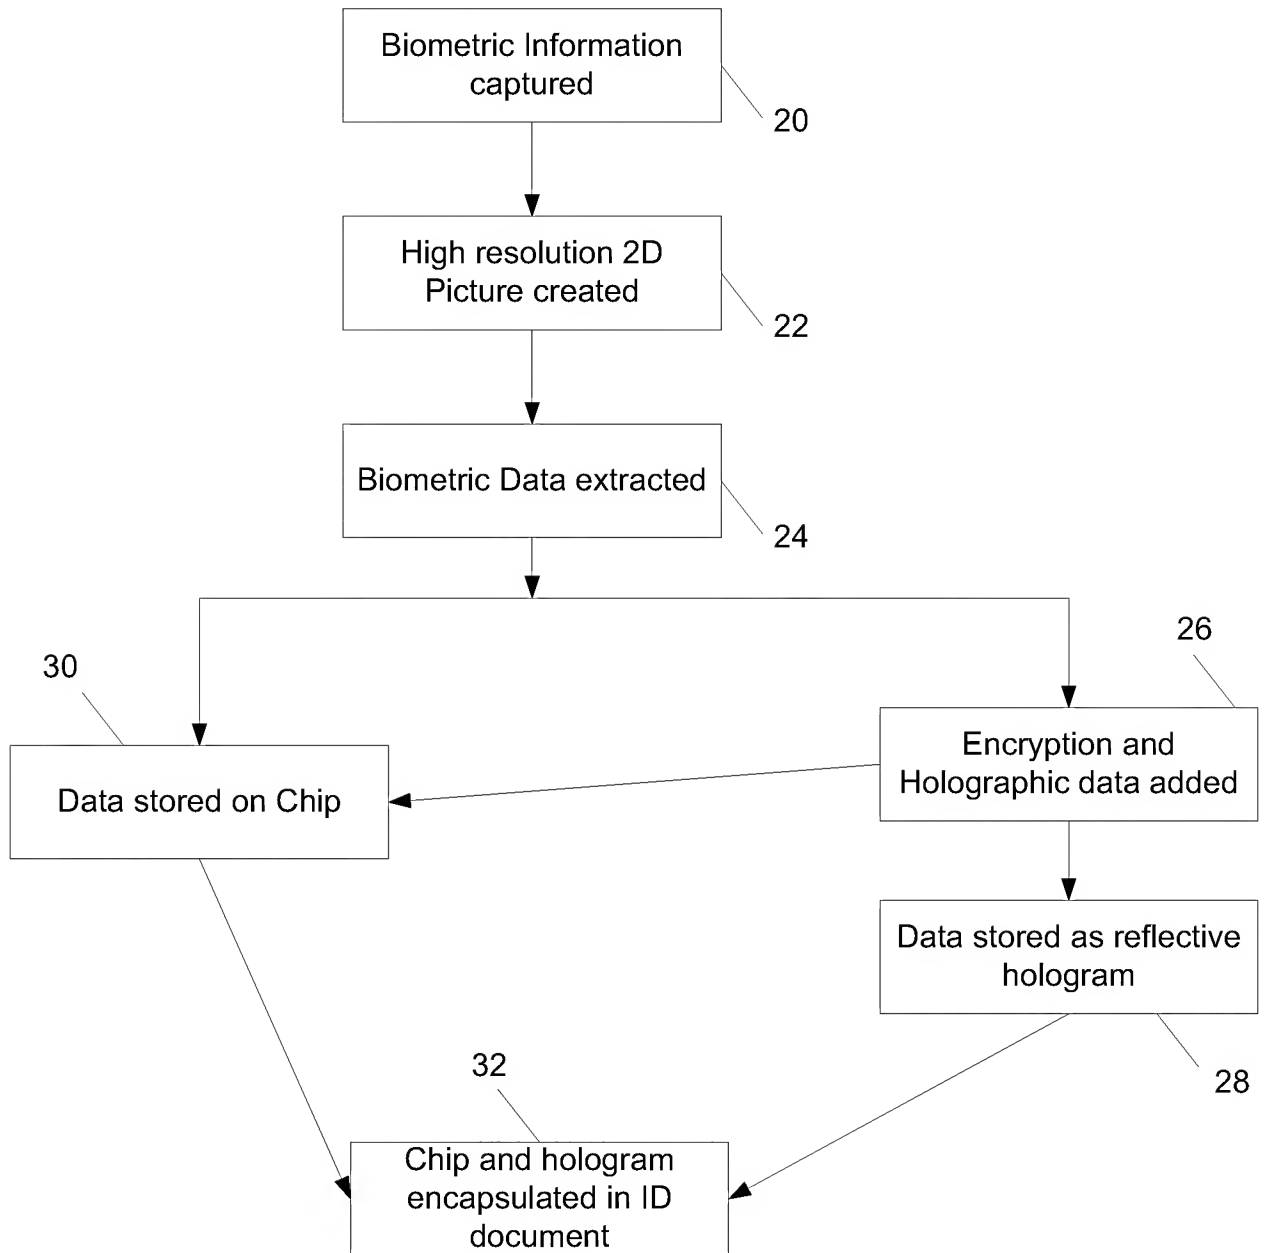 Biometric Information
captured
20
High resolution 2D
Picture created
22
Biometric Data extracted
24
26
30
Encryption and
Holographic data added
Data stored on Chip
Data stored as reflective
hologram
28
32
Chip and hologram
encapsulated in ID
document